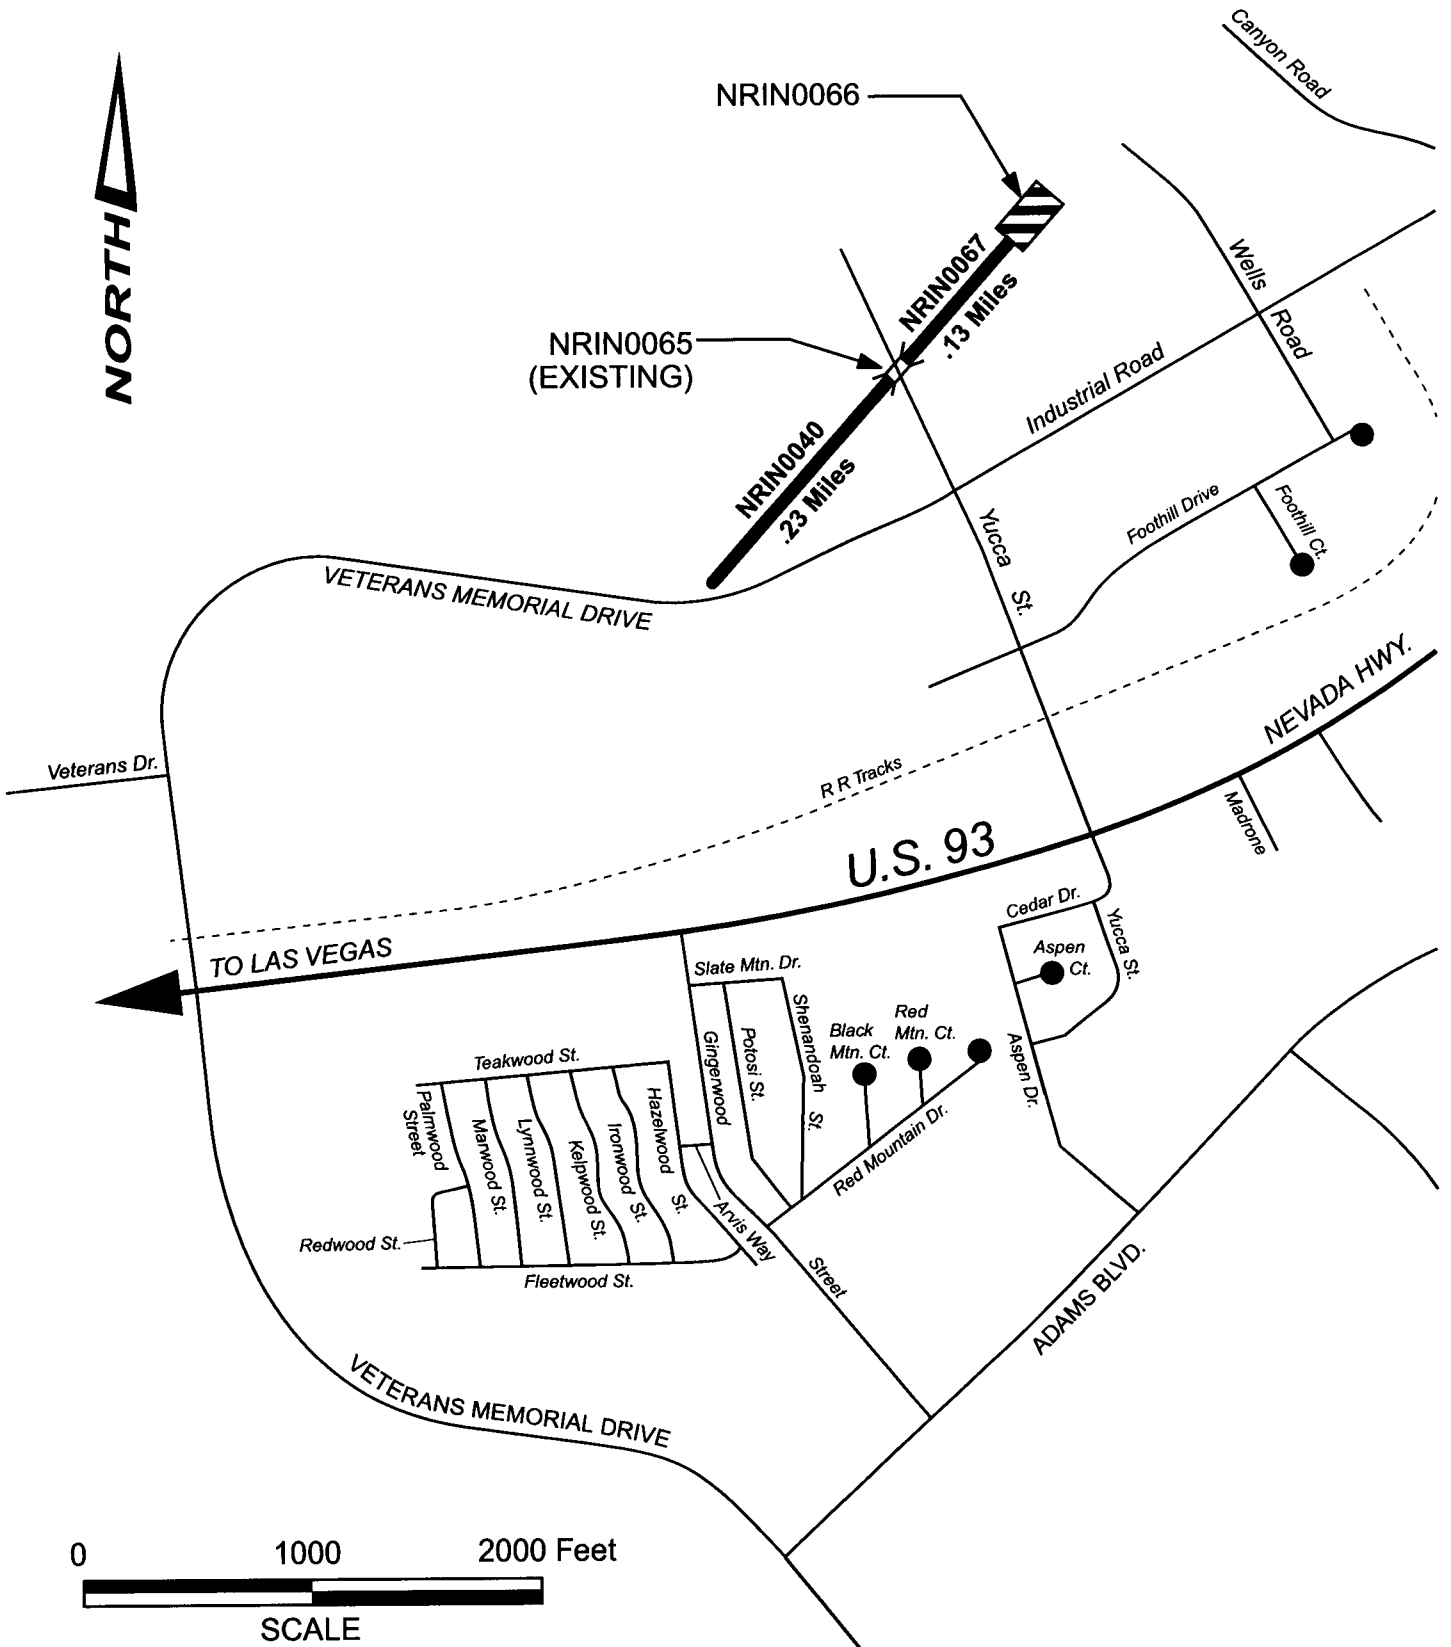 Canyon Road
NRIN0066
NORTH
NRIN0067
.13 Miles
Wells
Road
NRIN0065
(EXISTING)
Industrial Road
NRIN0040
.23 Miles
Foothill Drive
Foothill Ct.
Yucca
St.
VETERANS MEMORIAL DRIVE
NEVADA HWY.
Veterans Dr.
R R Tracks
Madrone
U.S. 93
TO LAS VEGAS
Cedar Dr.
Yucca St.
Aspen
Ct.
Slate Mtn. Dr.
Shenandoah
St.
Red
Mtn. Ct.
Black
Mtn. Ct.
Gingerwood
Potosi St.
Aspen Dr.
Teakwood St.
Palmwood
Street
Manwood St.
Lynnwood St.
Kelpwood St.
Ironwood St.
Hazelwood
St.
Red Mountain Dr.
Arvis Way
Redwood St.
Fleetwood St.
Street
ADAMS BLVD.
VETERANS MEMORIAL DRIVE
0 1000 2000 Feet
SCALE